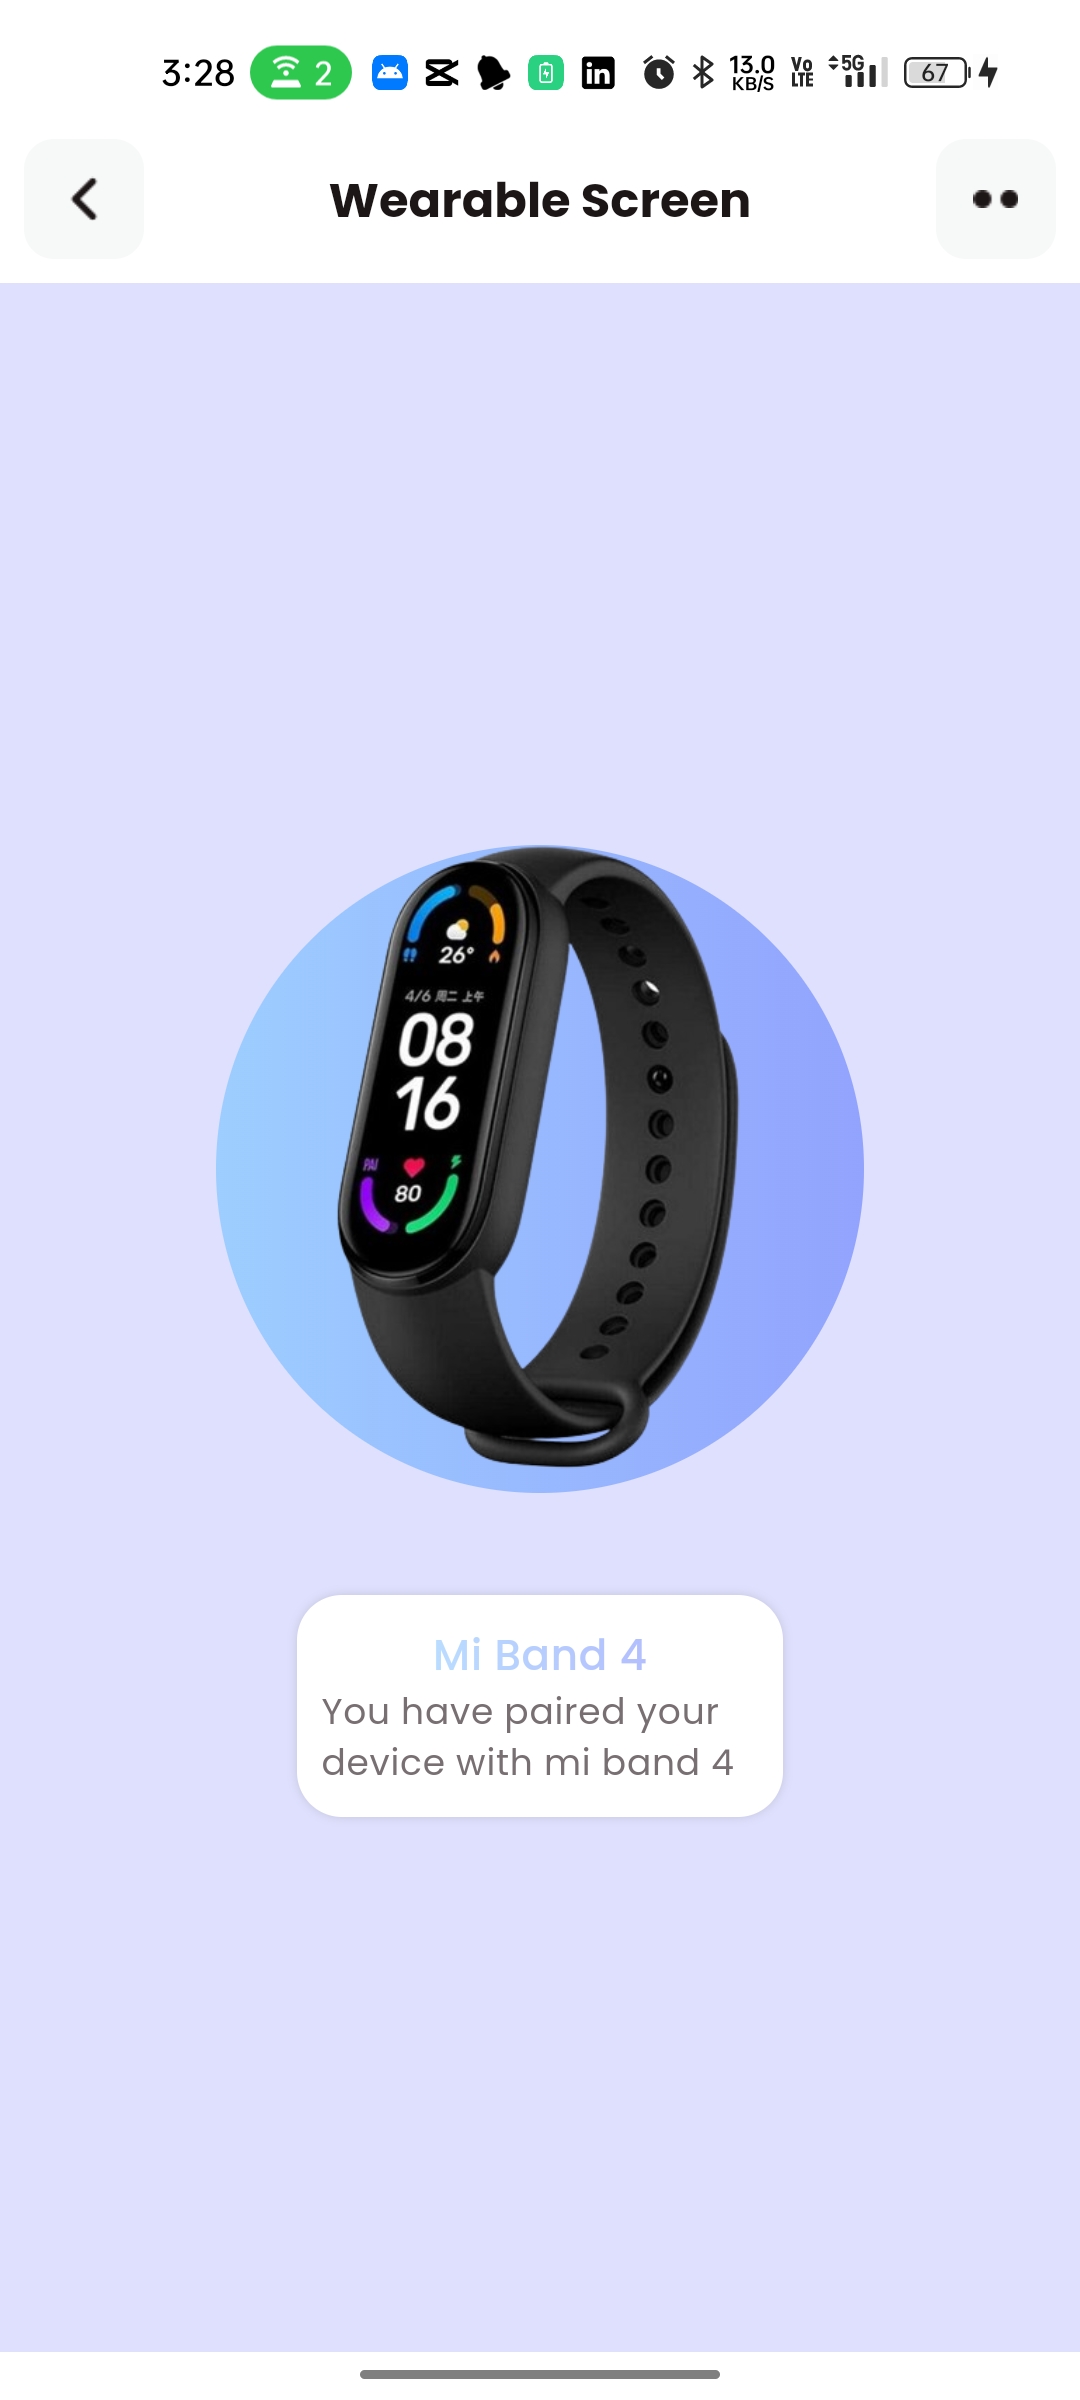 3:28 2 in 13.0 KB/S Vo LTE 5G 67
Wearable Screen
26°
4/6 周二 上午
08
16
PAI
80
Mi Band 4
You have paired your
device with mi band 4